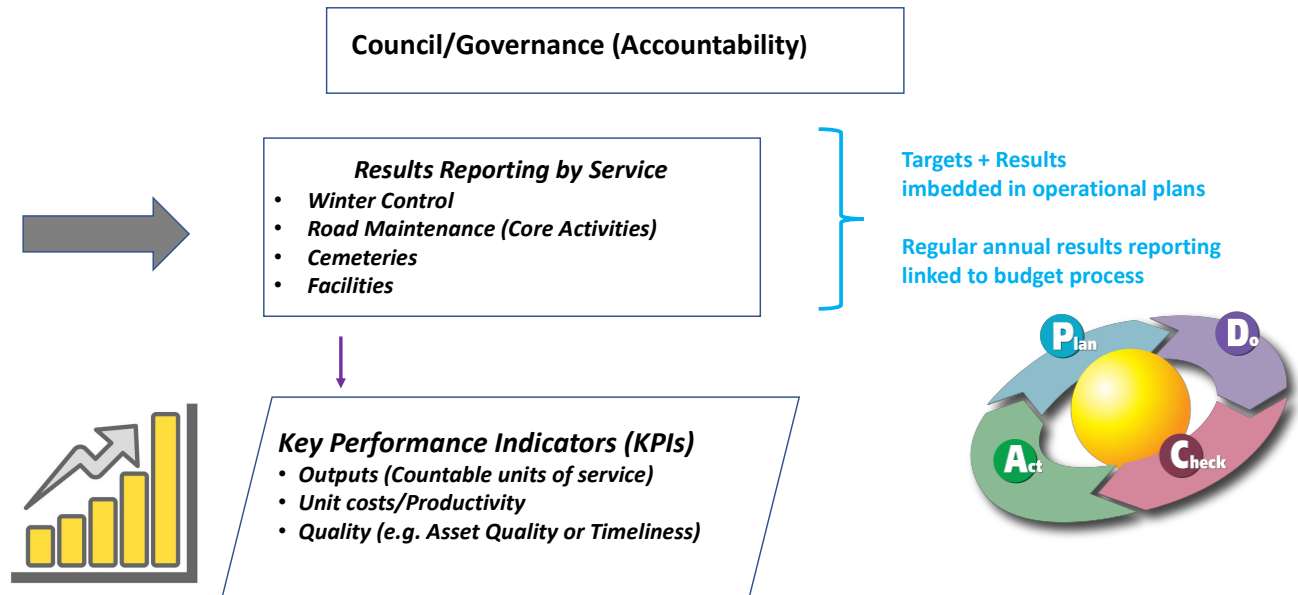 Council/Governance (Accountability)
Results Reporting by Service
• Winter Control
• Road Maintenance (Core Activities)
• Cemeteries
• Facilities
Targets + Results
imbedded in operational plans
Regular annual results reporting
linked to budget process
Plan
Do
Act
Check
Key Performance Indicators (KPIs)
• Outputs (Countable units of service)
• Unit costs/Productivity
• Quality (e.g. Asset Quality or Timeliness)